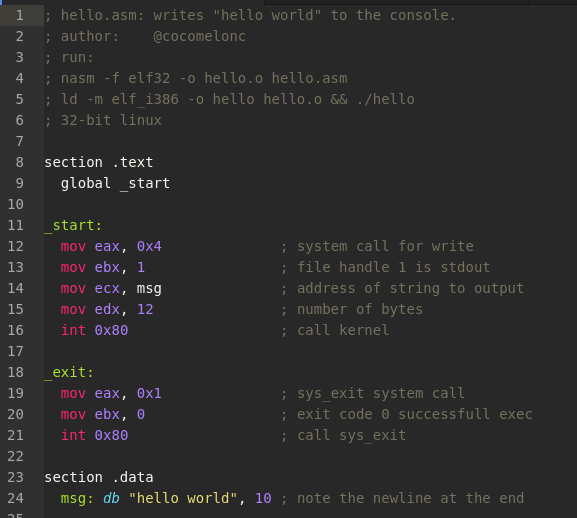 1 ; hello.asm: writes "hello world" to the console.
2 ; author:    @cocomelonc
3 ; run:
4 ; nasm -f elf32 -o hello.o hello.asm
5 ; ld -m elf_i386 -o hello hello.o && ./hello
6 ; 32-bit linux
7
8 section .text
9   global _start
10
11 _start:
12   mov eax, 0x4              ; system call for write
13   mov ebx, 1                ; file handle 1 is stdout
14   mov ecx, msg              ; address of string to output
15   mov edx, 12               ; number of bytes
16   int 0x80                  ; call kernel
17
18 _exit:
19   mov eax, 0x1              ; sys_exit system call
20   mov ebx, 0                ; exit code 0 successfull exec
21   int 0x80                  ; call sys_exit
22
23 section .data
24   msg: db "hello world", 10 ; note the newline at the end
25